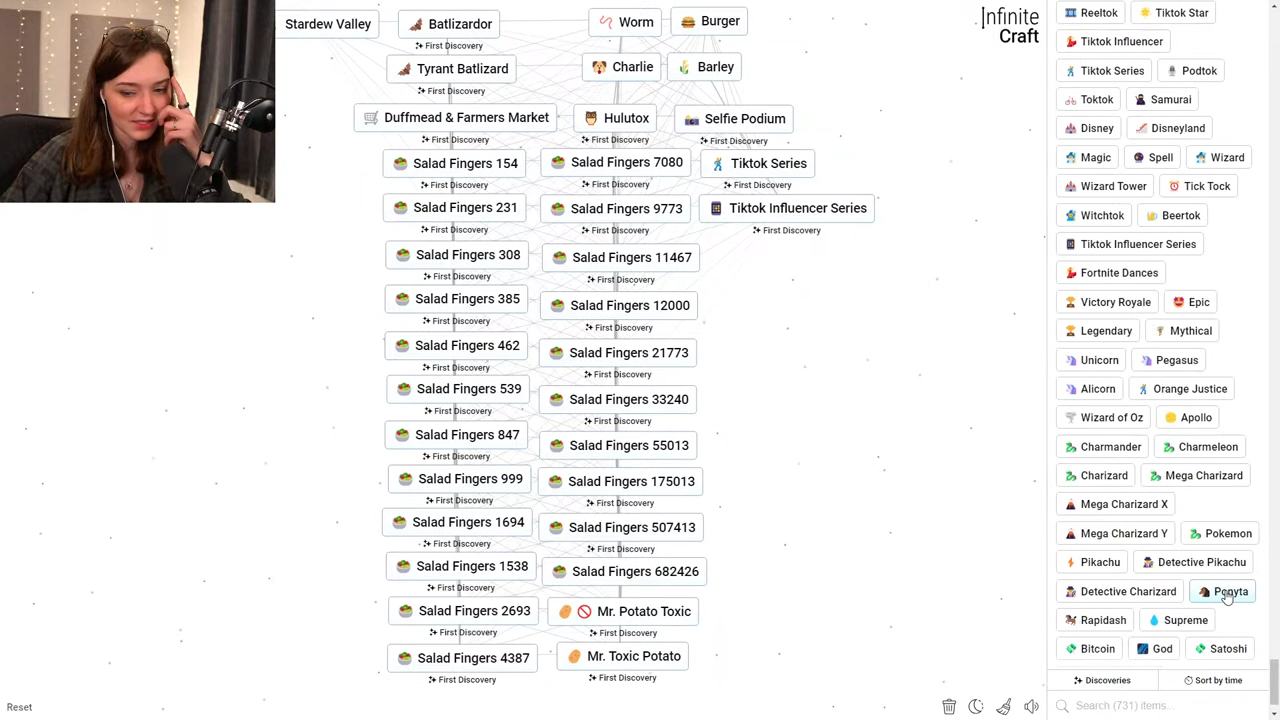 Stardew Valley Batlizardor Worm Burger Infinite Craft
First Discovery
Tyrant Batlizard Charlie Barley
First Discovery
Duffmead & Farmers Market Hulutox Selfie Podium
First Discovery First Discovery First Discovery
Salad Fingers 154 Salad Fingers 7080 Tiktok Series
First Discovery First Discovery First Discovery
Salad Fingers 231 Salad Fingers 9773 Tiktok Influencer Series
First Discovery First Discovery First Discovery
Salad Fingers 308 Salad Fingers 11467
First Discovery First Discovery
Salad Fingers 385 Salad Fingers 12000
First Discovery First Discovery
Salad Fingers 462 Salad Fingers 21773
First Discovery First Discovery
Salad Fingers 539 Salad Fingers 33240
First Discovery First Discovery
Salad Fingers 847 Salad Fingers 55013
First Discovery First Discovery
Salad Fingers 999 Salad Fingers 175013
First Discovery First Discovery
Salad Fingers 1694 Salad Fingers 507413
First Discovery First Discovery
Salad Fingers 1538 Salad Fingers 682426
First Discovery First Discovery
Salad Fingers 2693 Mr. Potato Toxic
First Discovery First Discovery
Salad Fingers 4387 Mr. Toxic Potato
First Discovery First Discovery
Reset
Reeltok Tiktok Star
Tiktok Influencer
Tiktok Series Podtok
Toktok Samurai
Disney Disneyland
Magic Spell Wizard
Wizard Tower Tick Tock
Witchtok Beertok
Tiktok Influencer Series
Fortnite Dances
Victory Royale Epic
Legendary Mythical
Unicorn Pegasus
Alicorn Orange Justice
Wizard of Oz Apollo
Charmander Charmeleon
Charizard Mega Charizard
Mega Charizard X
Mega Charizard Y Pokemon
Pikachu Detective Pikachu
Detective Charizard Ponyta
Rapidash Supreme
Bitcoin God Satoshi
Discoveries Sort by time
Search (731) items...